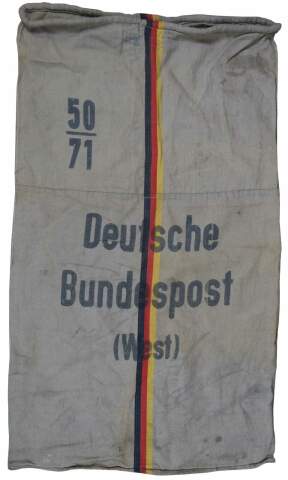 50
71
Deutsche
Bundespost
(West)